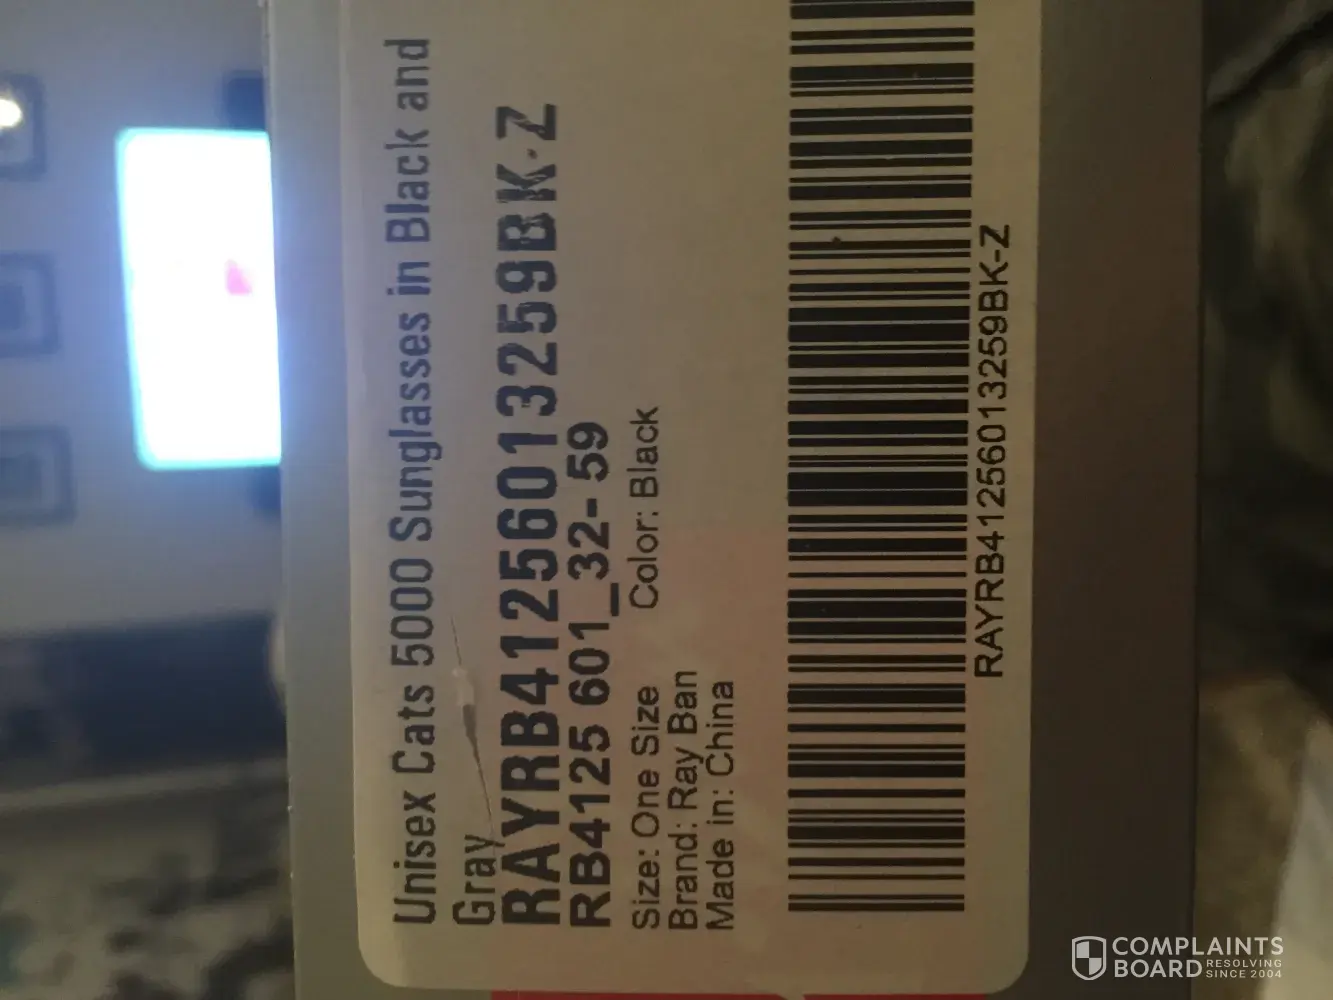 Unisex Cats 5000 Sunglasses in Black and
Gray
RAYRB41256013259BK-Z
RB4125 601_32- 59
Size: One Size Color: Black
Brand: Ray Ban
Made in: China
RAYRB41256013259BK-Z
COMPLAINTS
BOARD RESOLVING
SINCE 2004